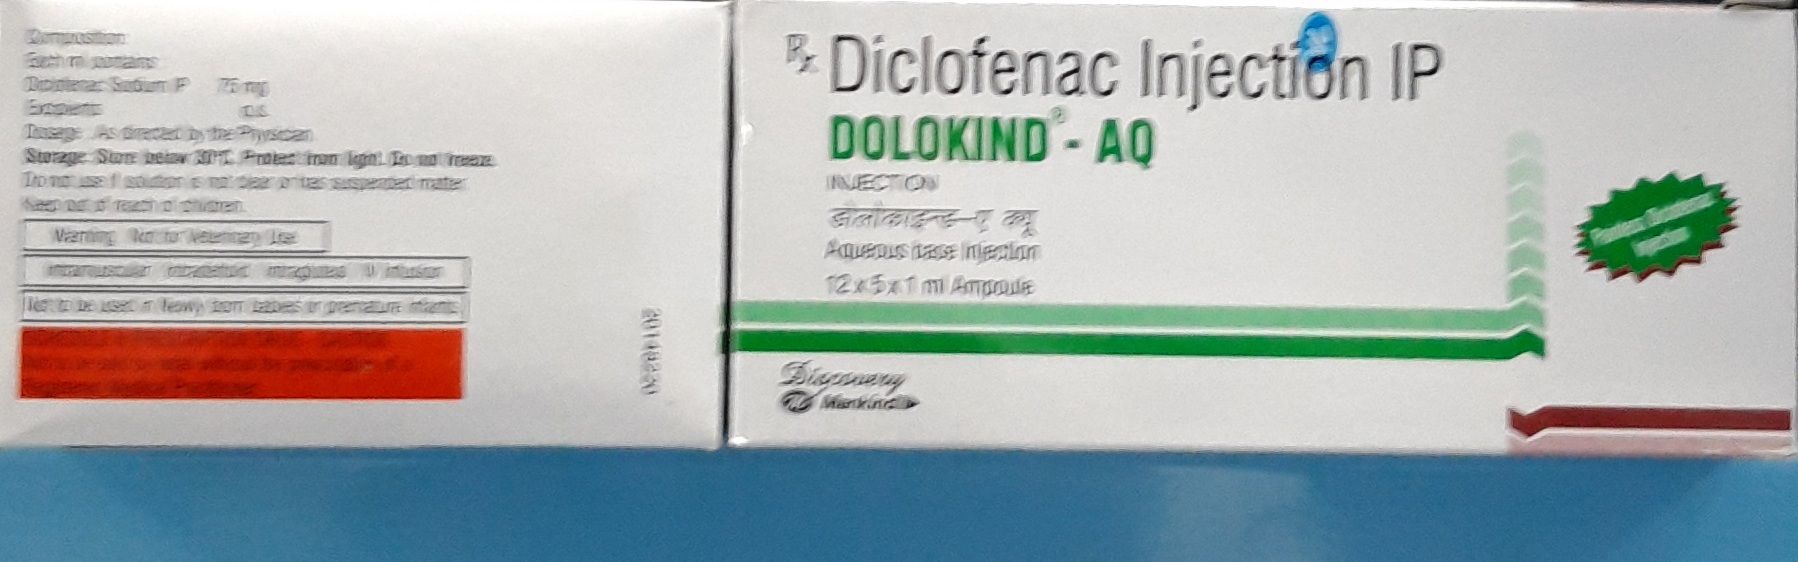 Composition:
Each ml contains:
Diclofenac Sodium IP 75 mg
Excipients q.s.
Dosage: As directed by the Physician
Storage: Store below 30°C. Protect from light. Do not freeze.
Do not use if solution is not clear or has suspended matter.
Keep out of reach of children.
Warning: Not for Veterinary Use
Intramuscular intradeltoid intragluteal IV infusion
Not to be used in Newly born babies or premature infants
Registered Medical Practitioner
Rx Diclofenac Injection IP
DOLOKIND® - AQ
INJECTION
डोलोकाइन्ड-ए क्यू
Aqueous base Injection
12 x 5 x 1 ml Ampoule
Discovery
Mankind
Injection